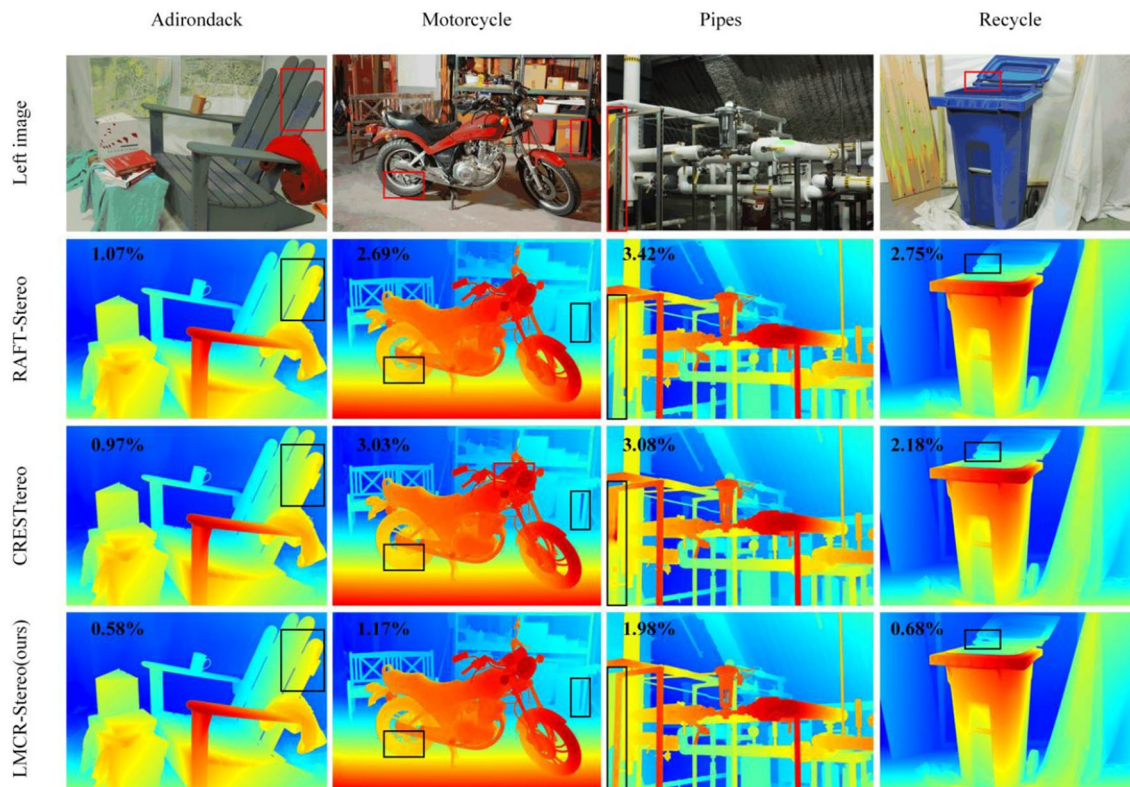 Adirondack Motorcycle Pipes Recycle
Left image
RAFT-Stereo
1.07% 2.69% 3.42% 2.75%
CRESTtereo
0.97% 3.03% 3.08% 2.18%
LMCR-Stereo(ours)
0.58% 1.17% 1.98% 0.68%